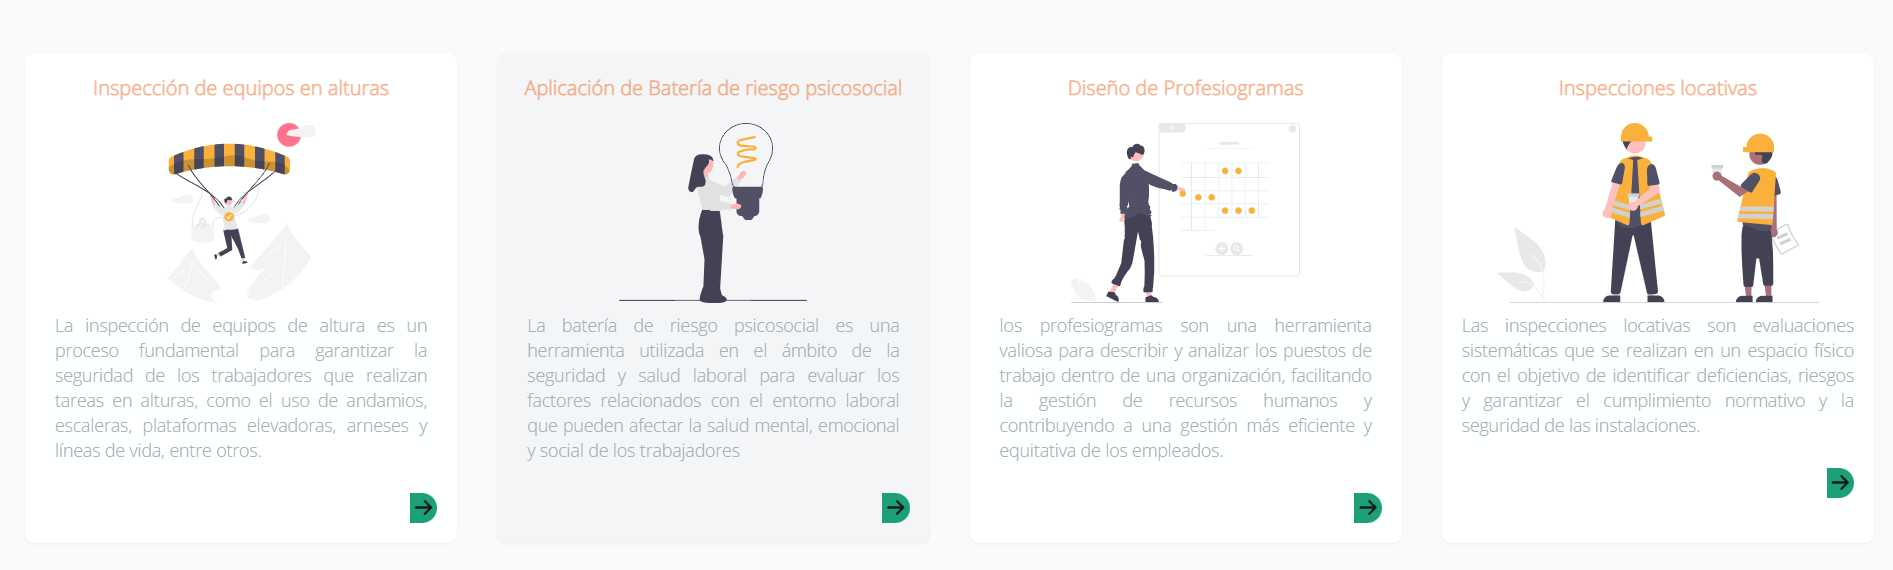 Inspección de equipos en alturas
La inspección de equipos de altura es un
proceso fundamental para garantizar la
seguridad de los trabajadores que realizan
tareas en alturas, como el uso de andamios,
escaleras, plataformas elevadoras, arneses y
líneas de vida, entre otros.
Aplicación de Batería de riesgo psicosocial
La batería de riesgo psicosocial es una
herramienta utilizada en el ámbito de la
seguridad y salud laboral para evaluar los
factores relacionados con el entorno laboral
que pueden afectar la salud mental, emocional
y social de los trabajadores
Diseño de Profesiogramas
los profesiogramas son una herramienta
valiosa para describir y analizar los puestos de
trabajo dentro de una organización, facilitando
la gestión de recursos humanos y
contribuyendo a una gestión más eficiente y
equitativa de los empleados.
Inspecciones locativas
Las inspecciones locativas son evaluaciones
sistemáticas que se realizan en un espacio físico
con el objetivo de identificar deficiencias, riesgos
y garantizar el cumplimiento normativo y la
seguridad de las instalaciones.